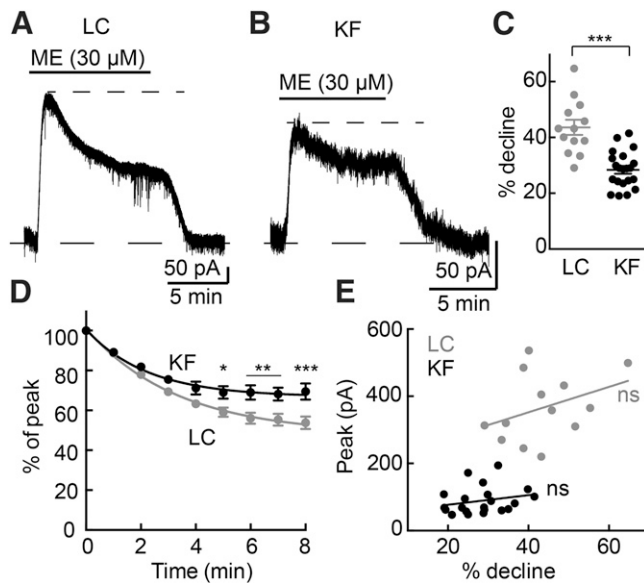 A
LC
ME (30 µM)
50 pA
5 min
B
KF
ME (30 µM)
50 pA
5 min
C
***
% decline
60
40
20
0
LC
KF
D
% of peak
100
80
60
40
20
0
KF
LC
*
**
***
0
2
4
6
8
Time (min)
E
LC
KF
Peak (pA)
600
400
200
0
ns
ns
20
40
60
% decline